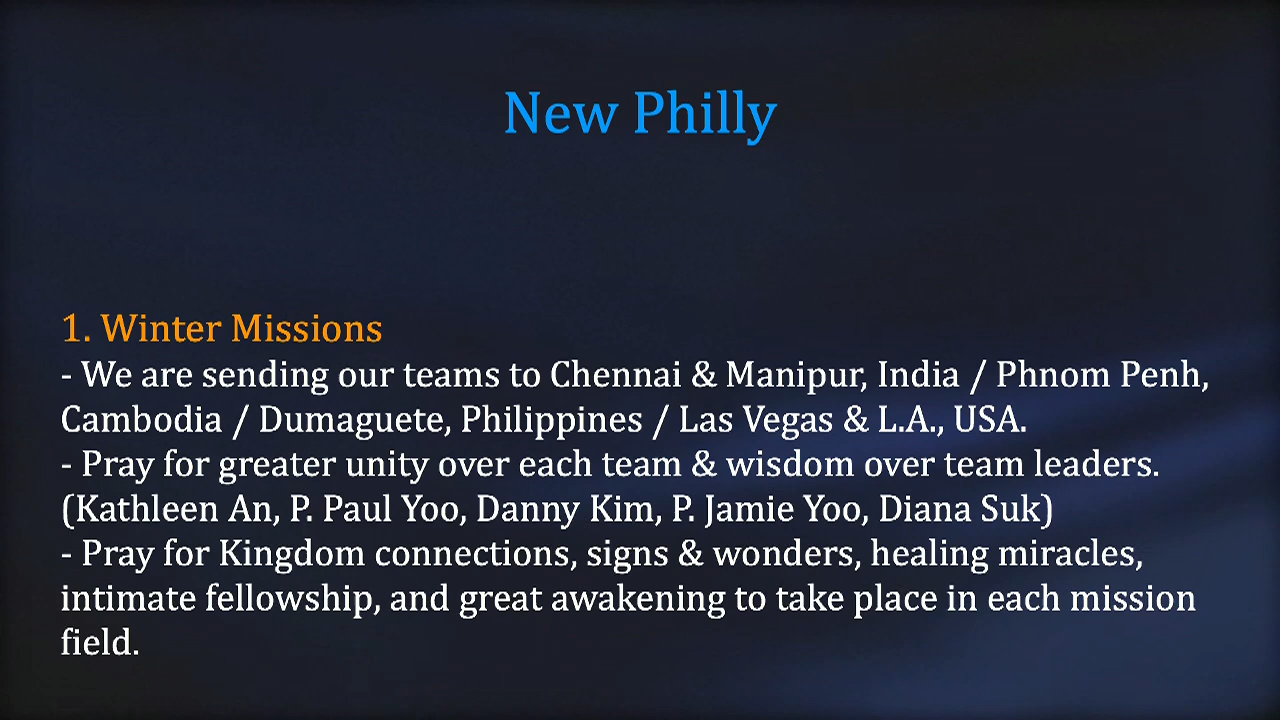 New Philly
1. Winter Missions
- We are sending our teams to Chennai & Manipur, India / Phnom Penh,
Cambodia / Dumaguete, Philippines / Las Vegas & L.A., USA.
- Pray for greater unity over each team & wisdom over team leaders.
(Kathleen An, P. Paul Yoo, Danny Kim, P. Jamie Yoo, Diana Suk)
- Pray for Kingdom connections, signs & wonders, healing miracles,
intimate fellowship, and great awakening to take place in each mission
field.